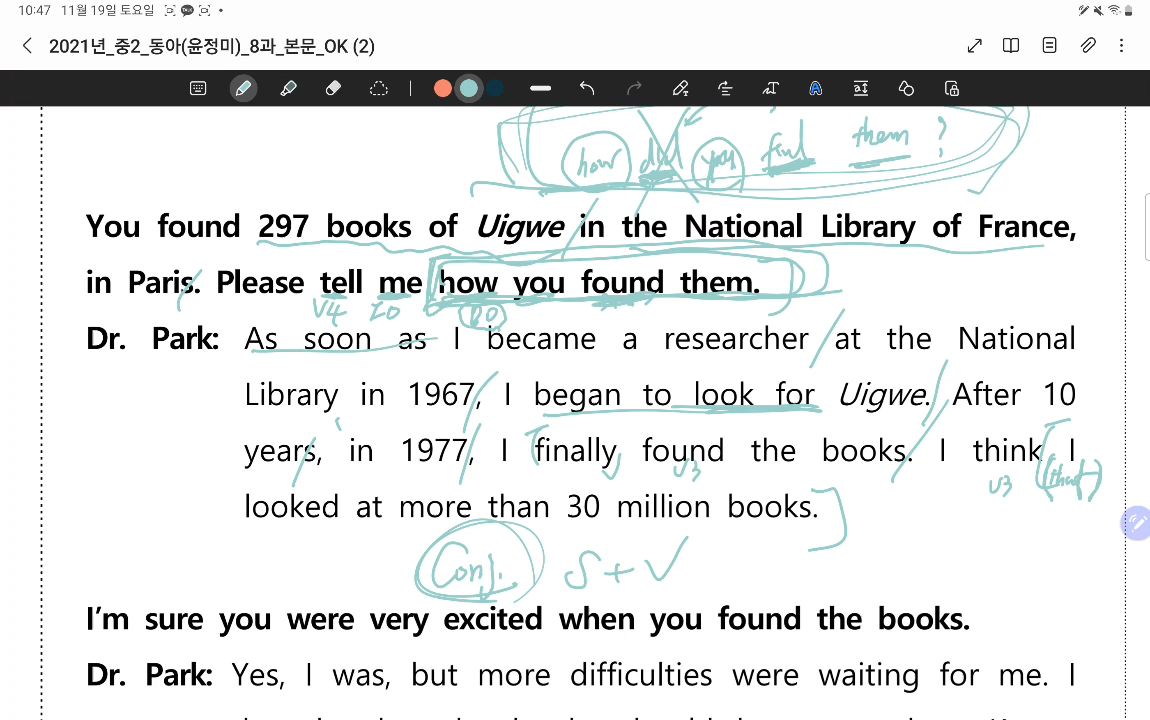 10:47 11월 19일 토요일
2021년_중2_동아(윤정미)_8과_본문_OK (2)
how did you find them ?
You found 297 books of Uigwe in the National Library of France,
in Paris. Please tell me how you found them.
V4 IO DO
Dr. Park: As soon as I became a researcher at the National
Library in 1967, I began to look for Uigwe. After 10
years, in 1977, I finally found the books. I think I
V3 V3 (that)
looked at more than 30 million books.
Conj. S + V
I'm sure you were very excited when you found the books.
Dr. Park: Yes, I was, but more difficulties were waiting for me. I